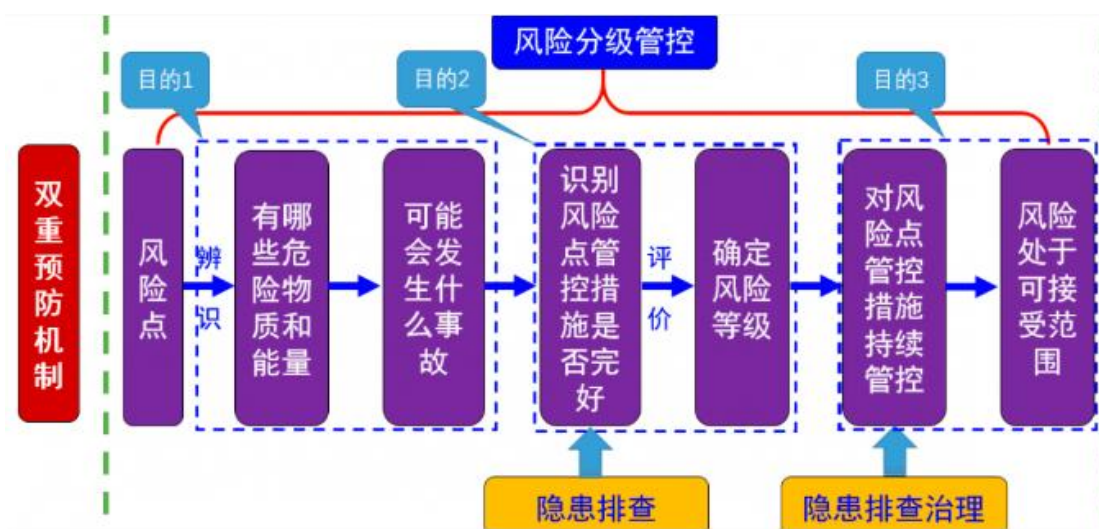 风险分级管控
目的1
目的2
目的3
双
重
预
防
机
制
风
险
点
辨
识
有哪
些危
险物
质和
能量
可能
会发
生什
么事
故
识别
风险
点管
控措
施是
否完
好
评
价
确定
风险
等级
对风
险点
管控
措施
持续
管控
风险
处于
可接
受范
围
隐患排查
隐患排查治理